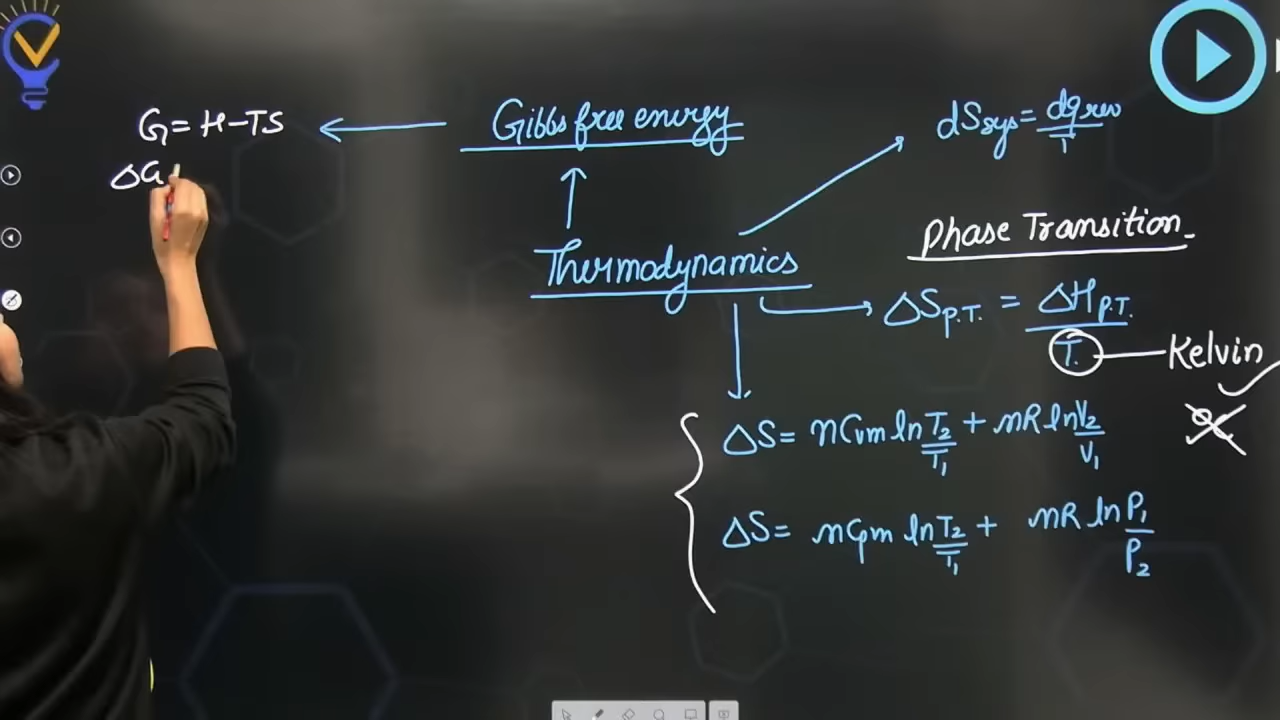 G = H-TS
ΔG
Gibbs free energy
dSsys = dqrev/T
Thermodynamics
Phase Transition
ΔSP.T. = ΔHP.T./T.
Kelvin
°C
ΔS = nCvm ln T2/T1 + nR ln V2/V1
ΔS = nCpm ln T2/T1 + nR ln P1/P2